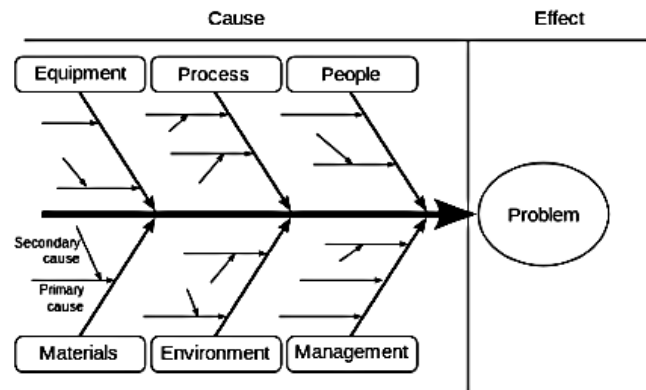 Cause
Effect
Equipment
Process
People
Problem
Secondary
cause
Primary
cause
Materials
Environment
Management